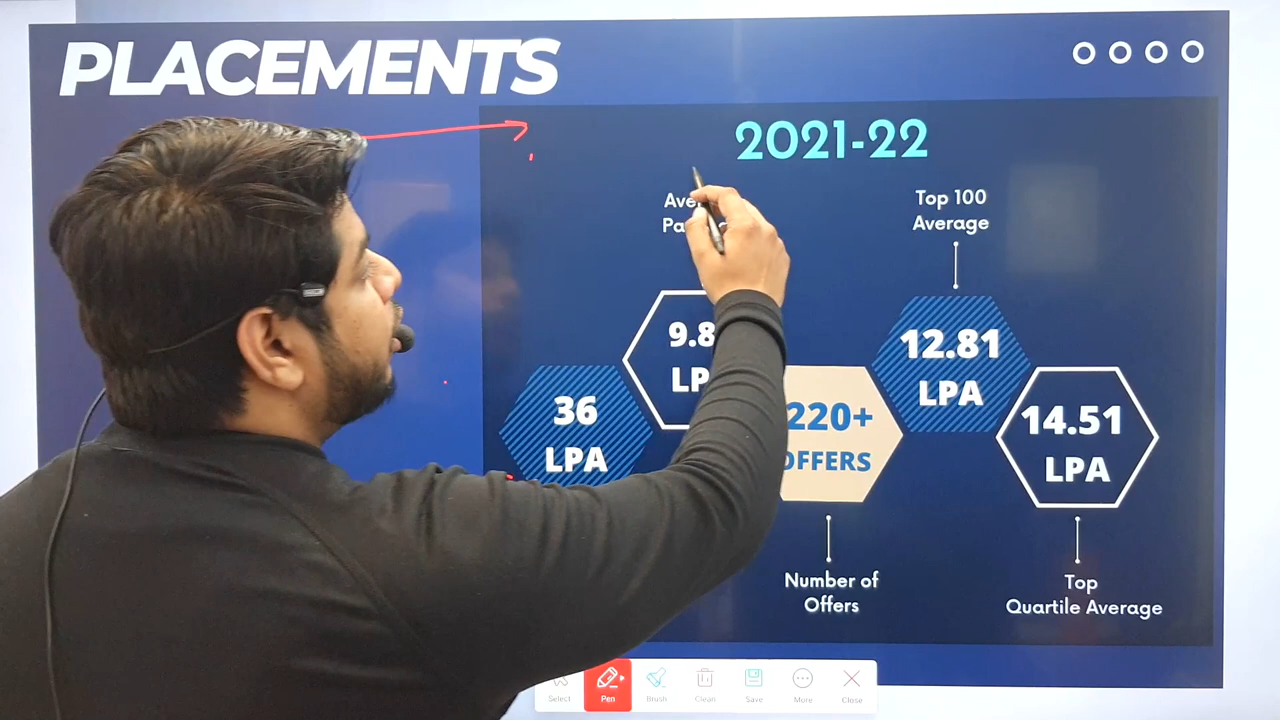 PLACEMENTS
2021-22
Top 100
Average
12.81
LPA
36
LPA
220+
OFFERS
14.51
LPA
Number of
Offers
Top
Quartile Average
Select
Pen
Brush
Clean
Save
More
Close